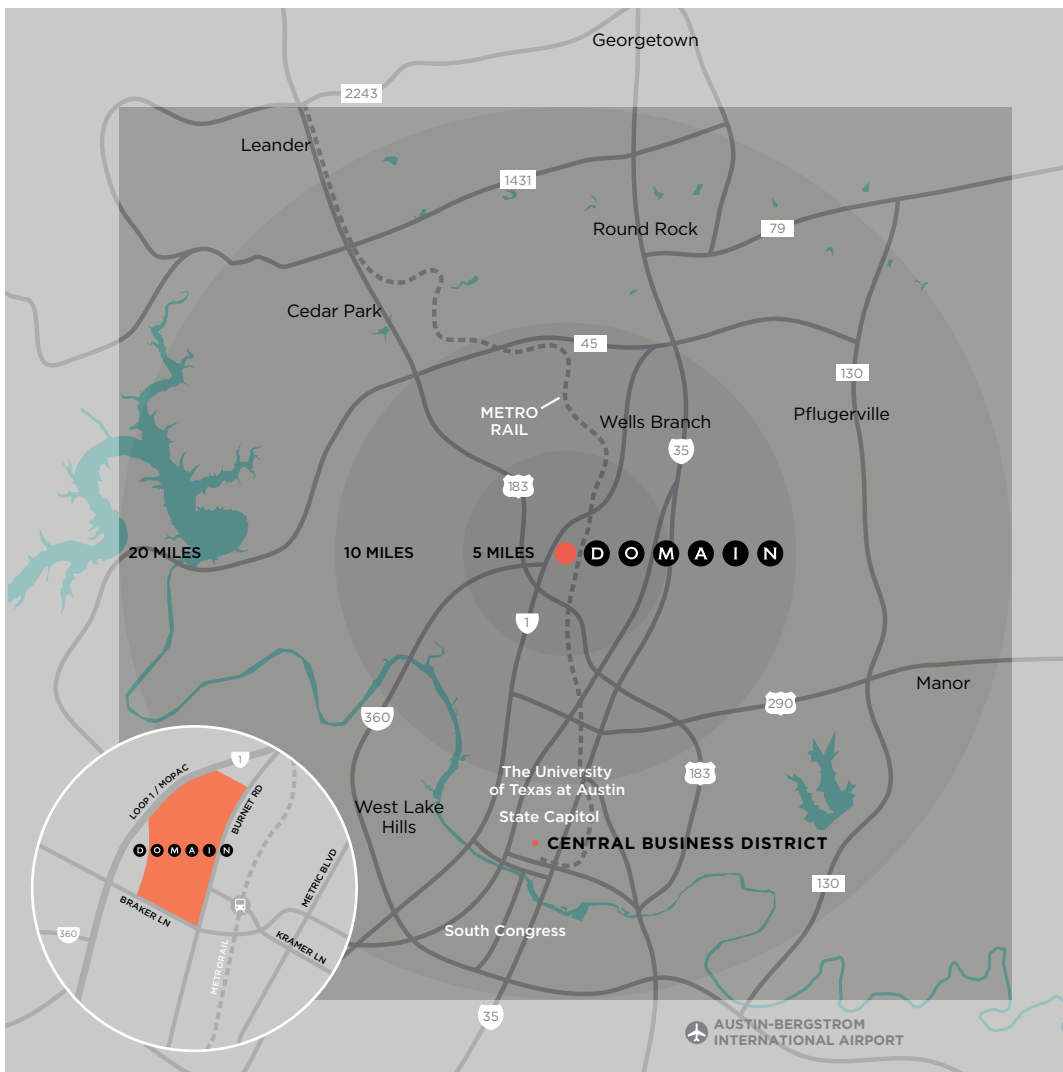 Georgetown
2243
Leander
1431
Round Rock
79
Cedar Park
45
130
METRO
RAIL
Wells Branch
Pflugerville
35
183
20 MILES
10 MILES
5 MILES
DOMAIN
1
Manor
290
360
183
The University
of Texas at Austin
State Capitol
West Lake
Hills
CENTRAL BUSINESS DISTRICT
130
South Congress
35
AUSTIN-BERGSTROM
INTERNATIONAL AIRPORT
1
LOOP 1 / MOPAC
BURNET RD
DOMAIN
METRIC BLVD
BRAKER LN
360
KRAMER LN
METRORAIL